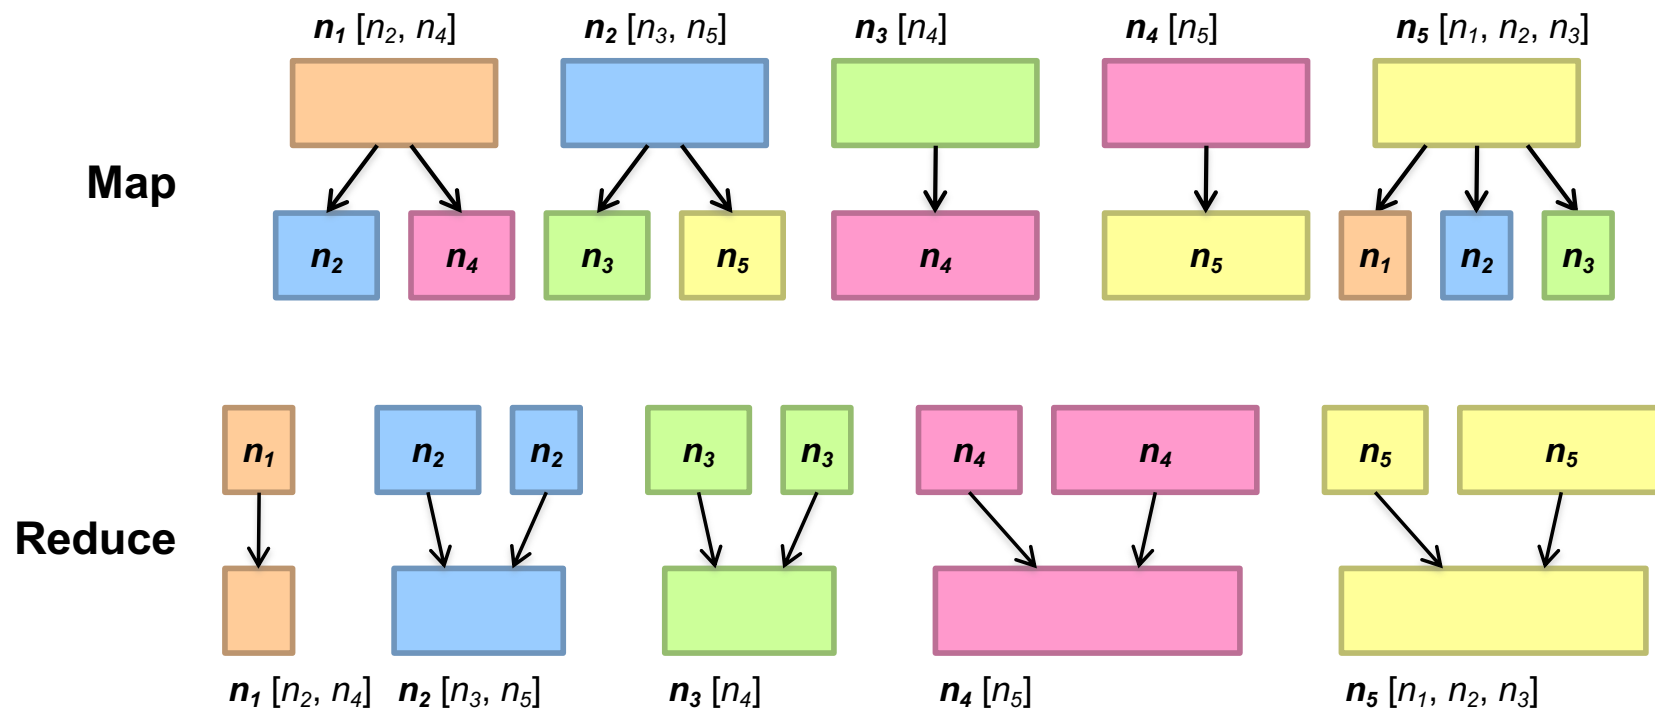 n₁ [n₂, n₄] n₂ [n₃, n₅] n₃ [n₄] n₄ [n₅] n₅ [n₁, n₂, n₃]
Map
n₂ n₄ n₃ n₅ n₄ n₅ n₁ n₂ n₃
n₁ n₂ n₂ n₃ n₃ n₄ n₄ n₅ n₅
Reduce
n₁ [n₂, n₄] n₂ [n₃, n₅] n₃ [n₄] n₄ [n₅] n₅ [n₁, n₂, n₃]